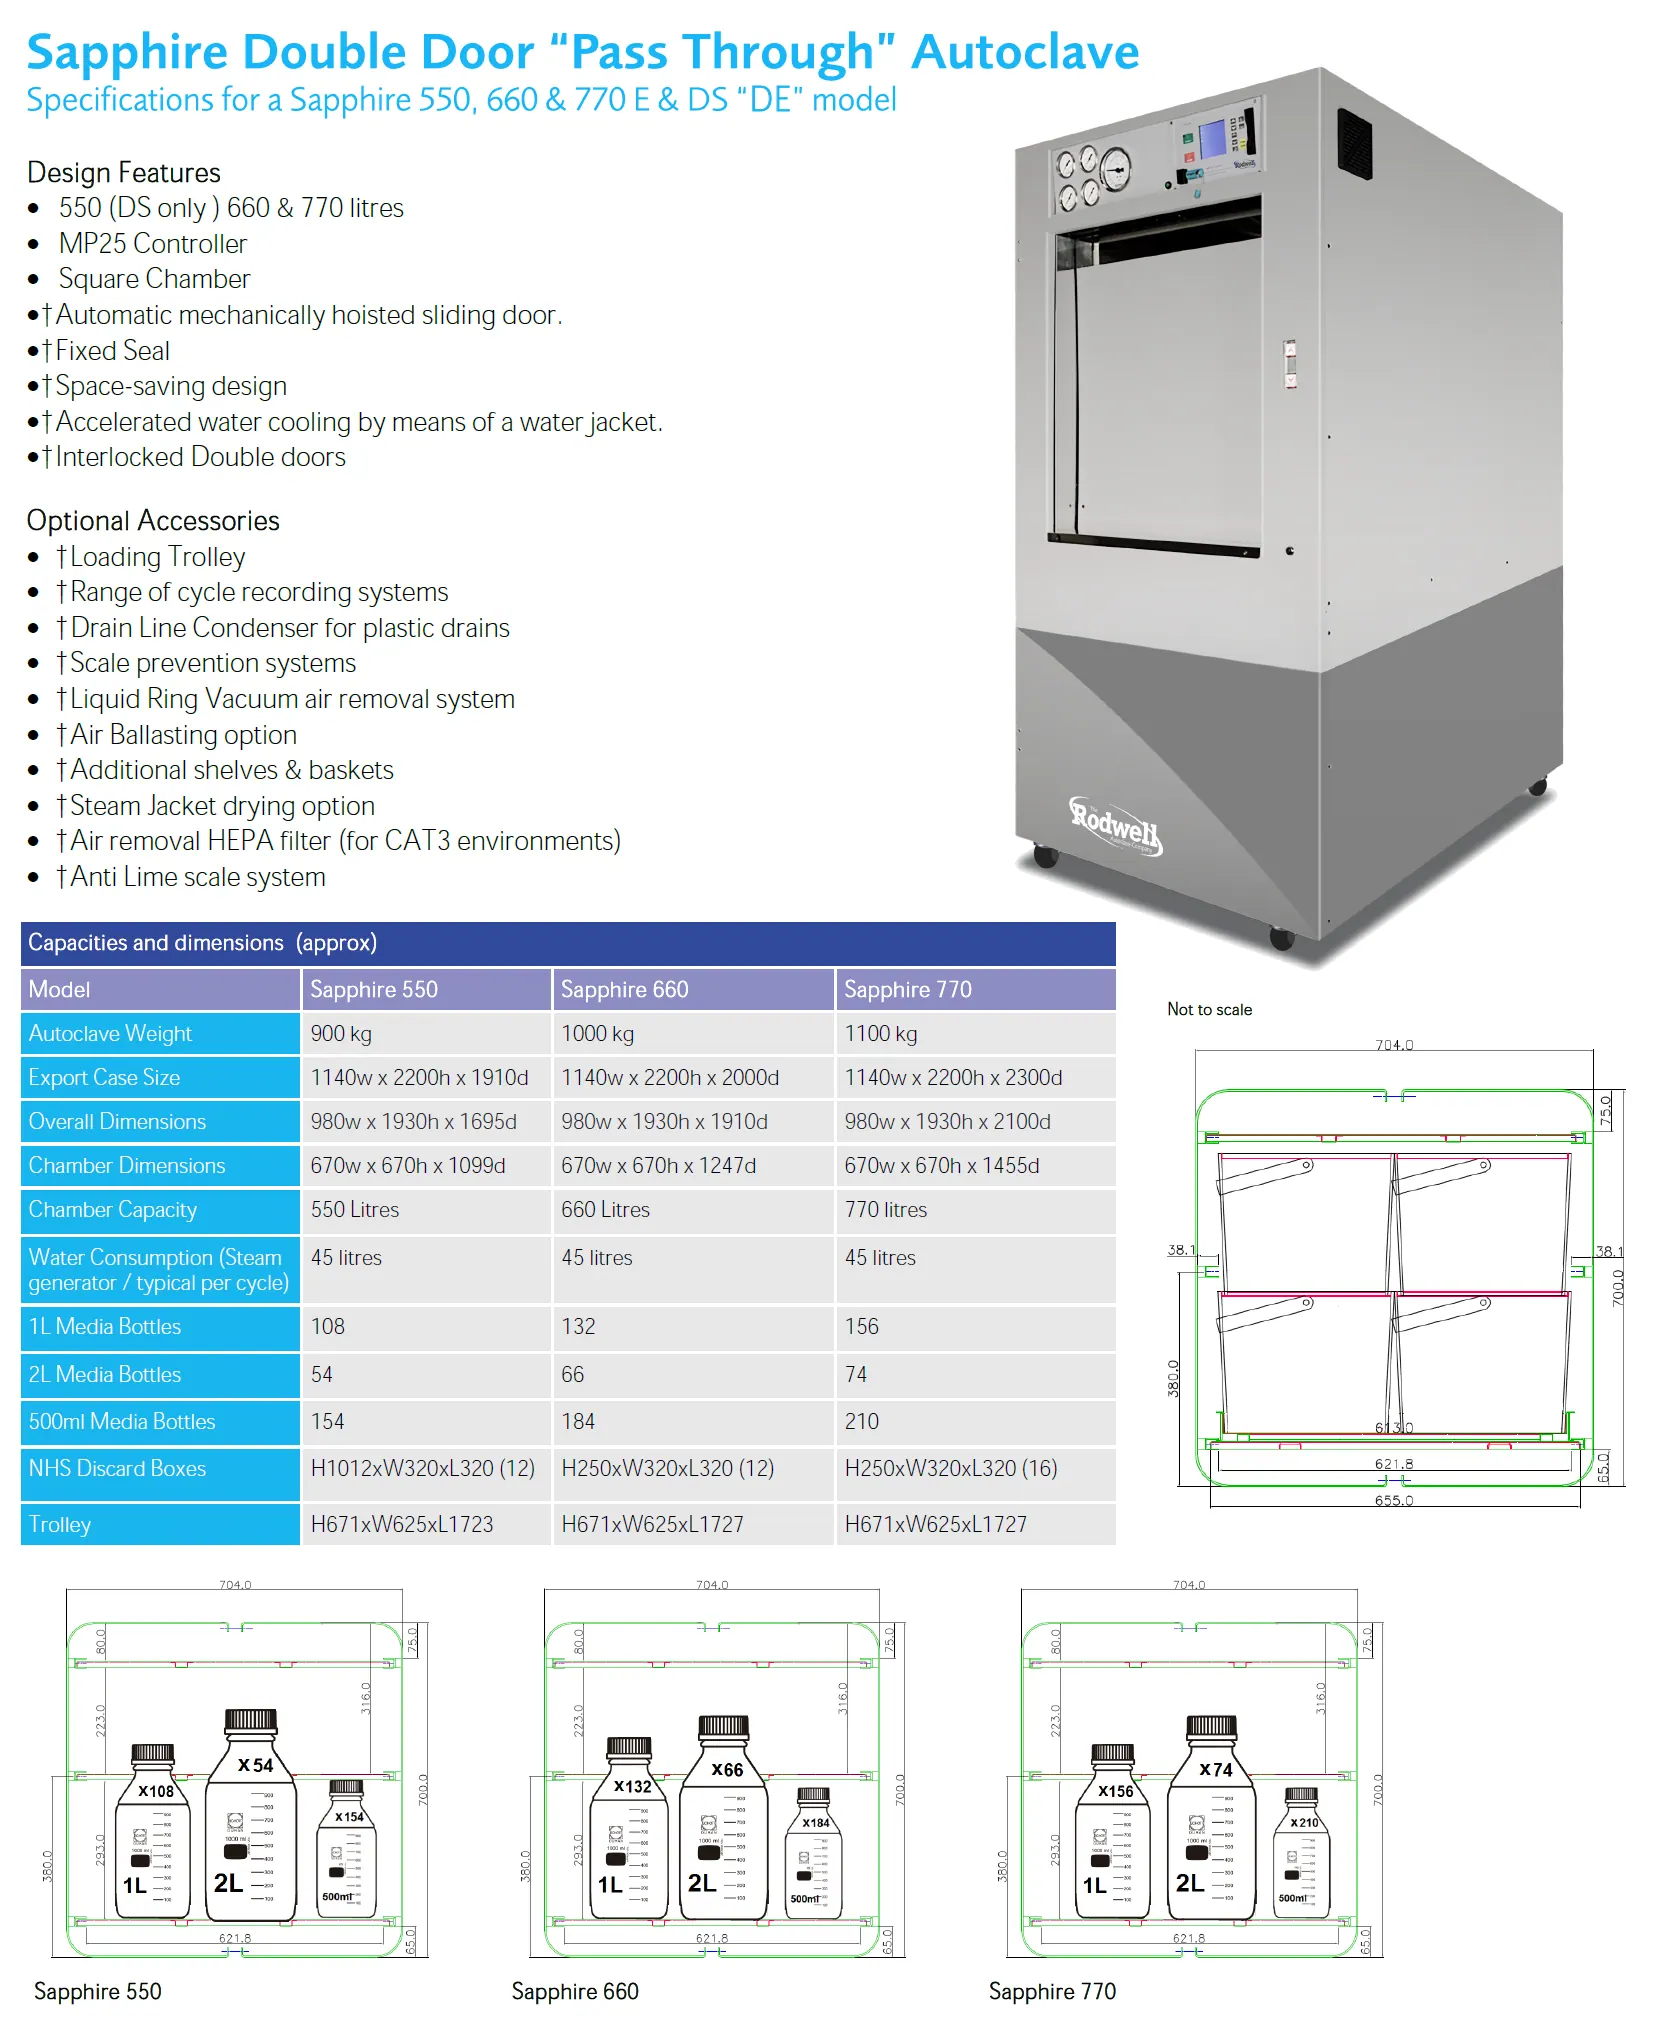 Sapphire Double Door “Pass Through” Autoclave
Specifications for a Sapphire 550, 660 & 770 E & DS “DE” model
Design Features
• 550 (DS only ) 660 & 770 litres
• MP25 Controller
• Square Chamber
•†Automatic mechanically hoisted sliding door.
•†Fixed Seal
•†Space-saving design
•†Accelerated water cooling by means of a water jacket.
•†Interlocked Double doors
Optional Accessories
• †Loading Trolley
• †Range of cycle recording systems
• †Drain Line Condenser for plastic drains
• †Scale prevention systems
• †Liquid Ring Vacuum air removal system
• †Air Ballasting option
• †Additional shelves & baskets
• †Steam Jacket drying option
• †Air removal HEPA filter (for CAT3 environments)
• †Anti Lime scale system
Rodwell
The
Rodwell
Capacities and dimensions (approx)
Model Sapphire 550 Sapphire 660 Sapphire 770
Autoclave Weight 900 kg 1000 kg 1100 kg
Export Case Size 1140w x 2200h x 1910d 1140w x 2200h x 2000d 1140w x 2200h x 2300d
Overall Dimensions 980w x 1930h x 1695d 980w x 1930h x 1910d 980w x 1930h x 2100d
Chamber Dimensions 670w x 670h x 1099d 670w x 670h x 1247d 670w x 670h x 1455d
Chamber Capacity 550 Litres 660 Litres 770 litres
Water Consumption (Steam
generator / typical per cycle) 45 litres 45 litres 45 litres
1L Media Bottles 108 132 156
2L Media Bottles 54 66 74
500ml Media Bottles 154 184 210
NHS Discard Boxes H1012xW320xL320 (12) H250xW320xL320 (12) H250xW320xL320 (16)
Trolley H671xW625xL1723 H671xW625xL1727 H671xW625xL1727
Not to scale
704.0
75.0
38.1
38.1
700.0
380.0
613.0
621.8
65.0
655.0
704.0
80.0
75.0
316.0
223.0
X54
X108
X154
700.0
293.0
380.0
1000 ml
1L
2L
500ml
621.8
65.0
Sapphire 550
704.0
80.0
75.0
316.0
223.0
X66
X132
X184
700.0
293.0
380.0
1000 ml
1L
2L
500ml
621.8
65.0
Sapphire 660
704.0
80.0
75.0
316.0
223.0
X74
X156
X210
700.0
293.0
380.0
1000 ml
1L
2L
500ml
621.8
65.0
Sapphire 770